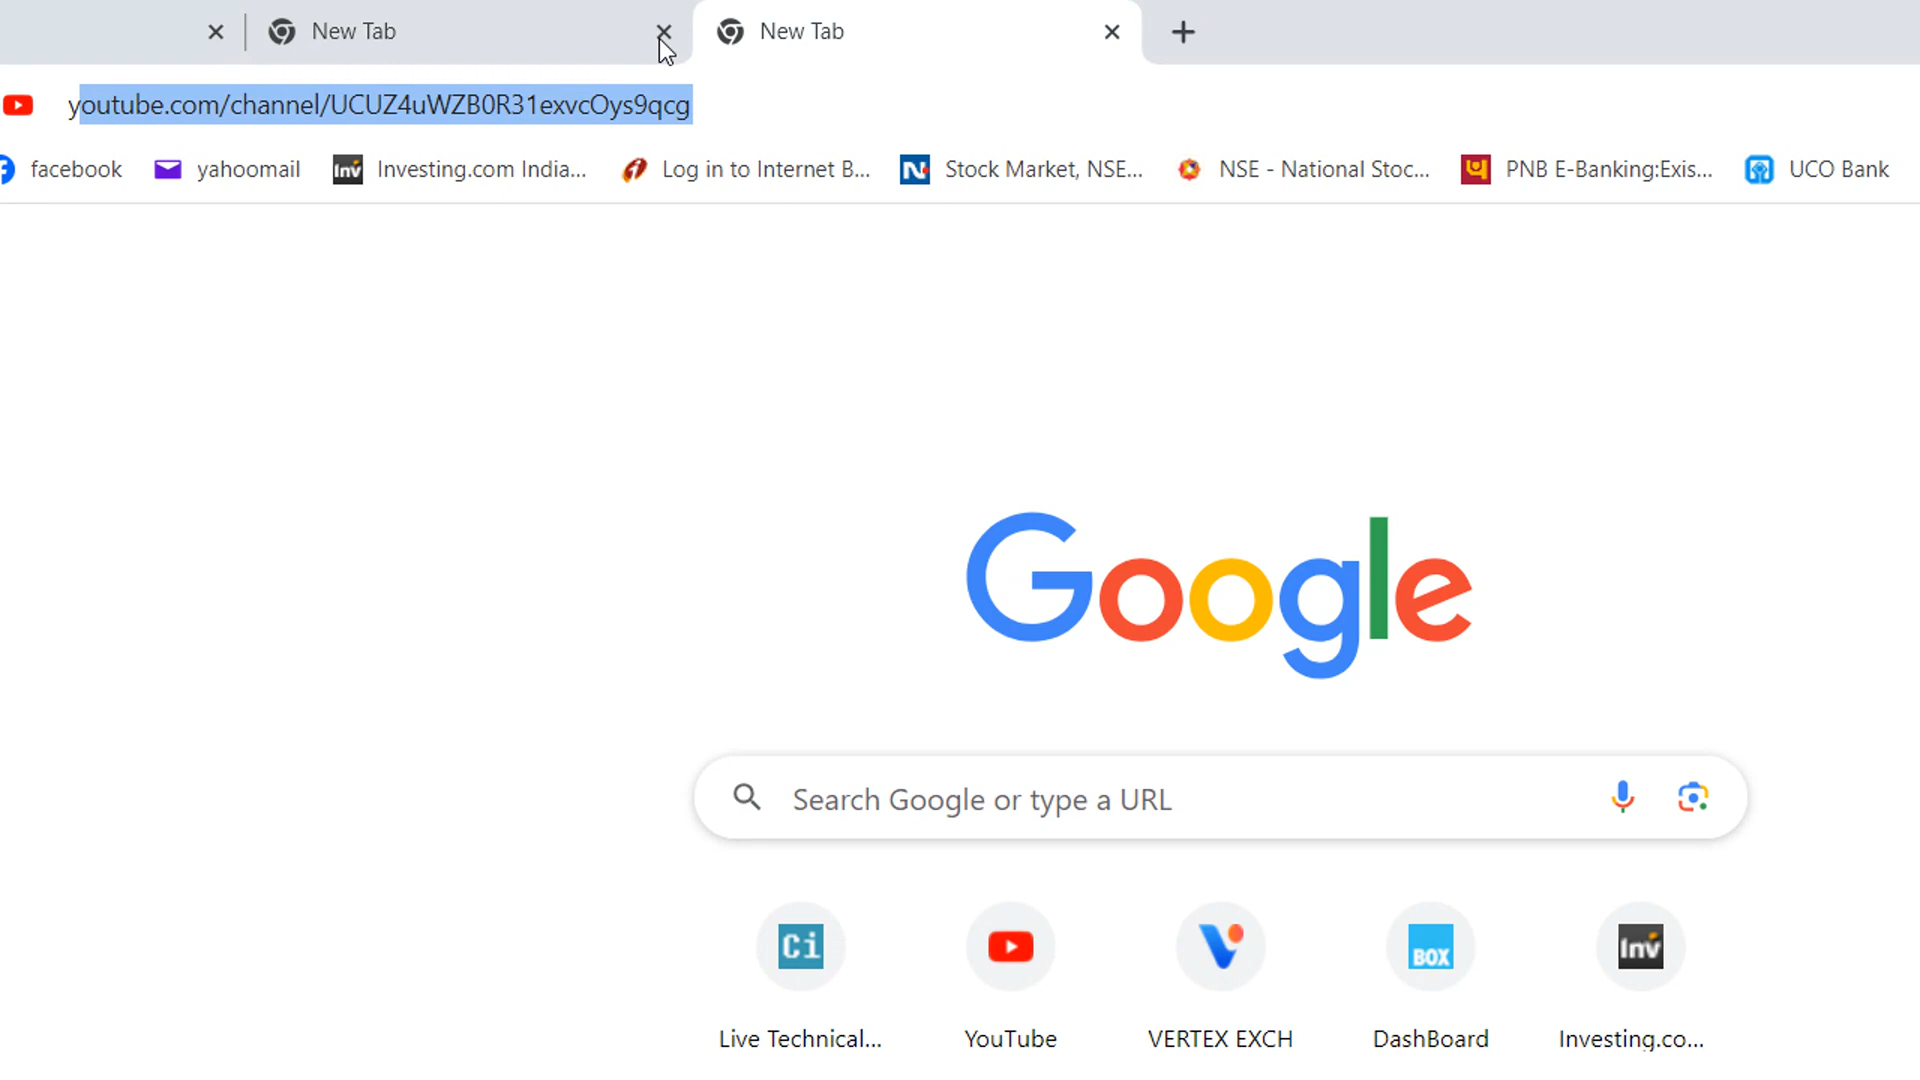 New Tab New Tab
youtube.com/channel/UCUZ4uWZB0R31exvcOys9qcg
facebook yahoomail Inv Investing.com India... Log in to Internet B... N Stock Market, NSE... NSE - National Stoc... PNB E-Banking:Exis... UCO Bank
Google
Search Google or type a URL
Ci BOX Inv
Live Technical... YouTube VERTEX EXCH DashBoard Investing.co...